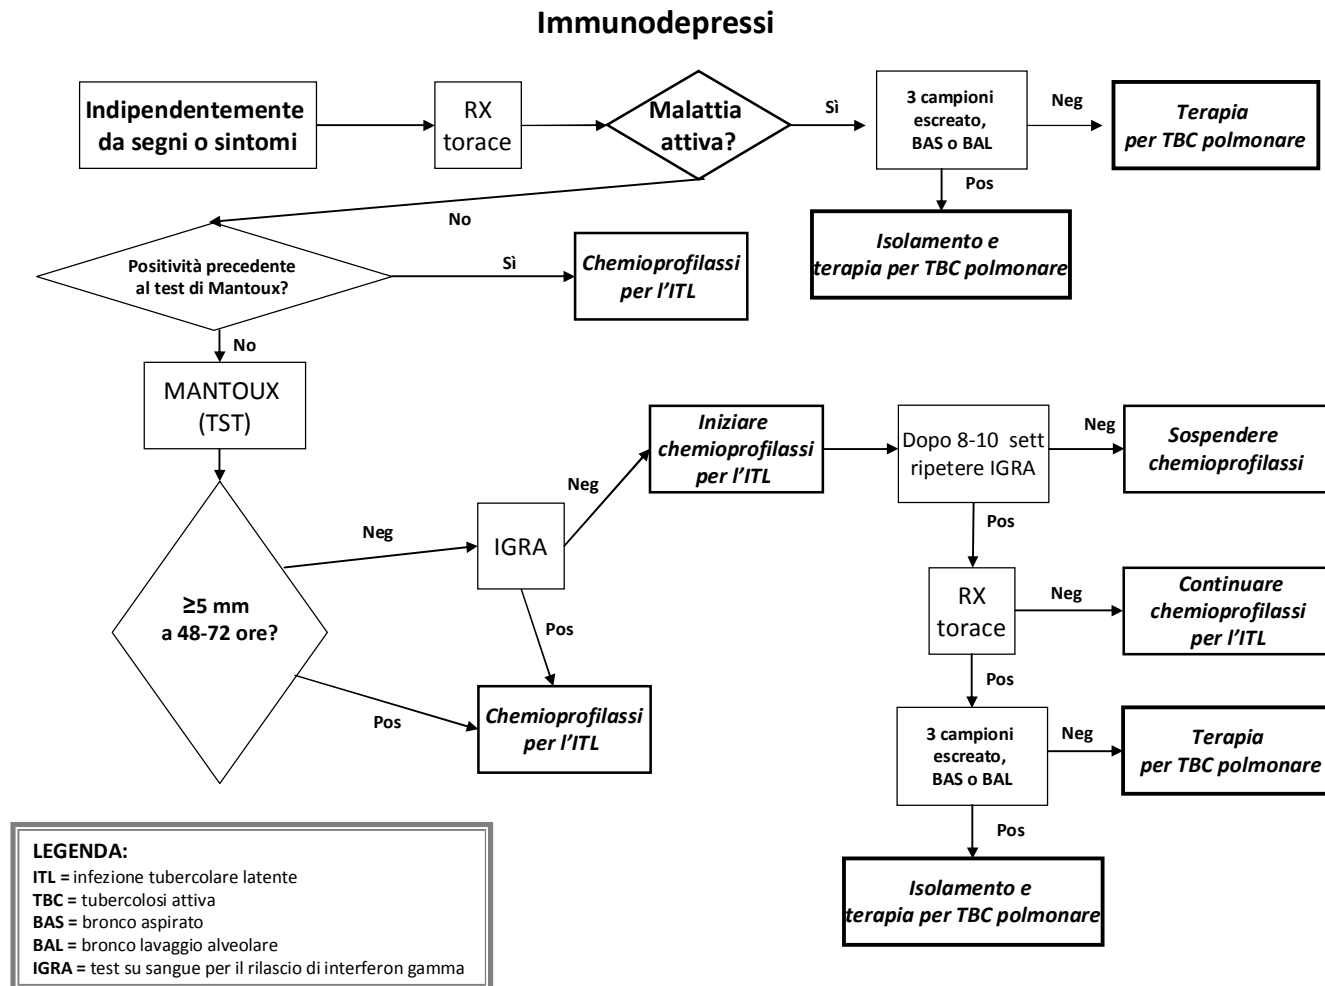 Immunodepressi
Indipendentemente
da segni o sintomi
RX
torace
Malattia
attiva?
Sì
3 campioni
escreato,
BAS o BAL
Neg
Terapia
per TBC polmonare
Pos
Isolamento e
terapia per TBC polmonare
No
Positività precedente
al test di Mantoux?
Sì
Chemioprofilassi
per l'ITL
No
MANTOUX
(TST)
≥5 mm
a 48-72 ore?
Neg
IGRA
Neg
Iniziare
chemioprofilassi
per l'ITL
Dopo 8-10 sett
ripetere IGRA
Neg
Sospendere
chemioprofilassi
Pos
Pos
Pos
Chemioprofilassi
per l'ITL
RX
torace
Neg
Continuare
chemioprofilassi
per l'ITL
Pos
3 campioni
escreato,
BAS o BAL
Neg
Terapia
per TBC polmonare
Pos
Isolamento e
terapia per TBC polmonare
LEGENDA:
ITL = infezione tubercolare latente
TBC = tubercolosi attiva
BAS = bronco aspirato
BAL = bronco lavaggio alveolare
IGRA = test su sangue per il rilascio di interferon gamma